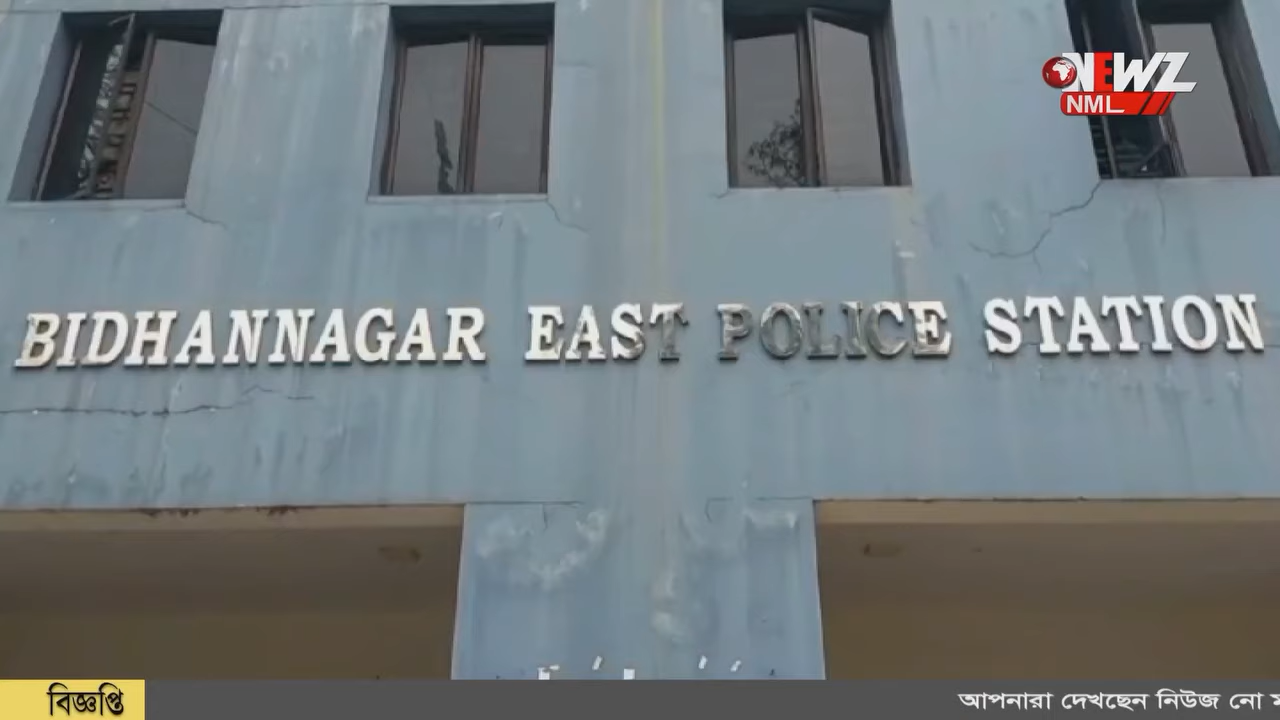 NEWZ
NML
BIDHANNAGAR EAST POLICE STATION
বিজ্ঞপ্তি
আপনারা দেখছেন নিউজ নো